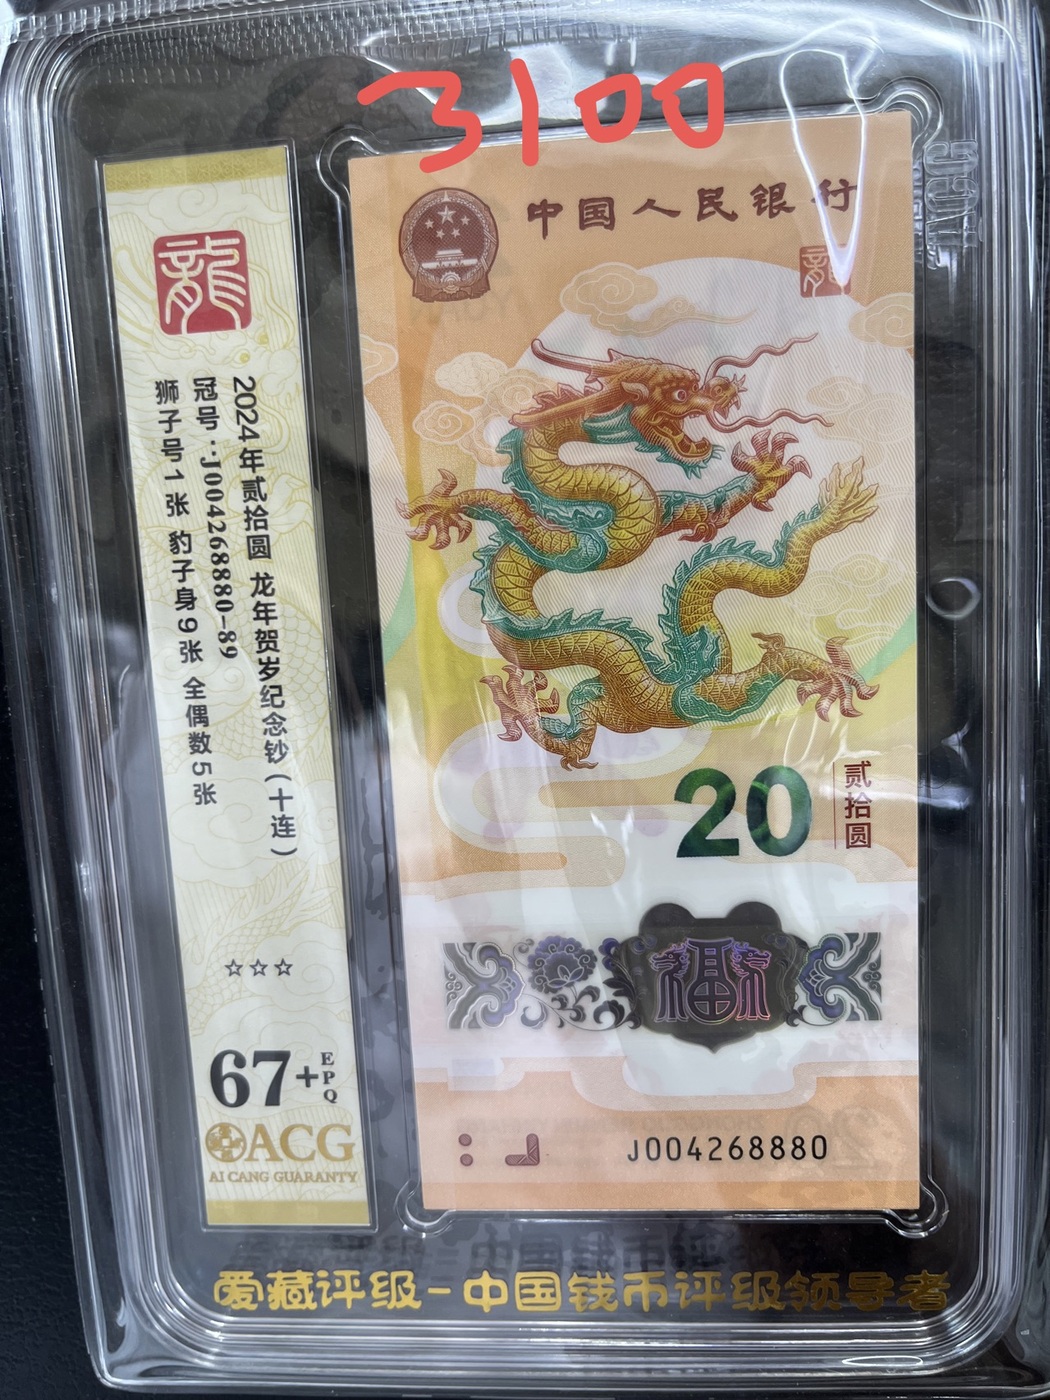 3100
中国人民银行
龍
龍
2024年贰拾圆 龙年贺岁纪念钞(十连)
冠号:J004268880-89
狮子号1张 豹子身9张 全偶数5张
☆☆☆
67+EPQ
ACG
AI CANG GUARANTY
20
贰拾圆
福
J004268880
爱藏评级-中国钱币评级领导者